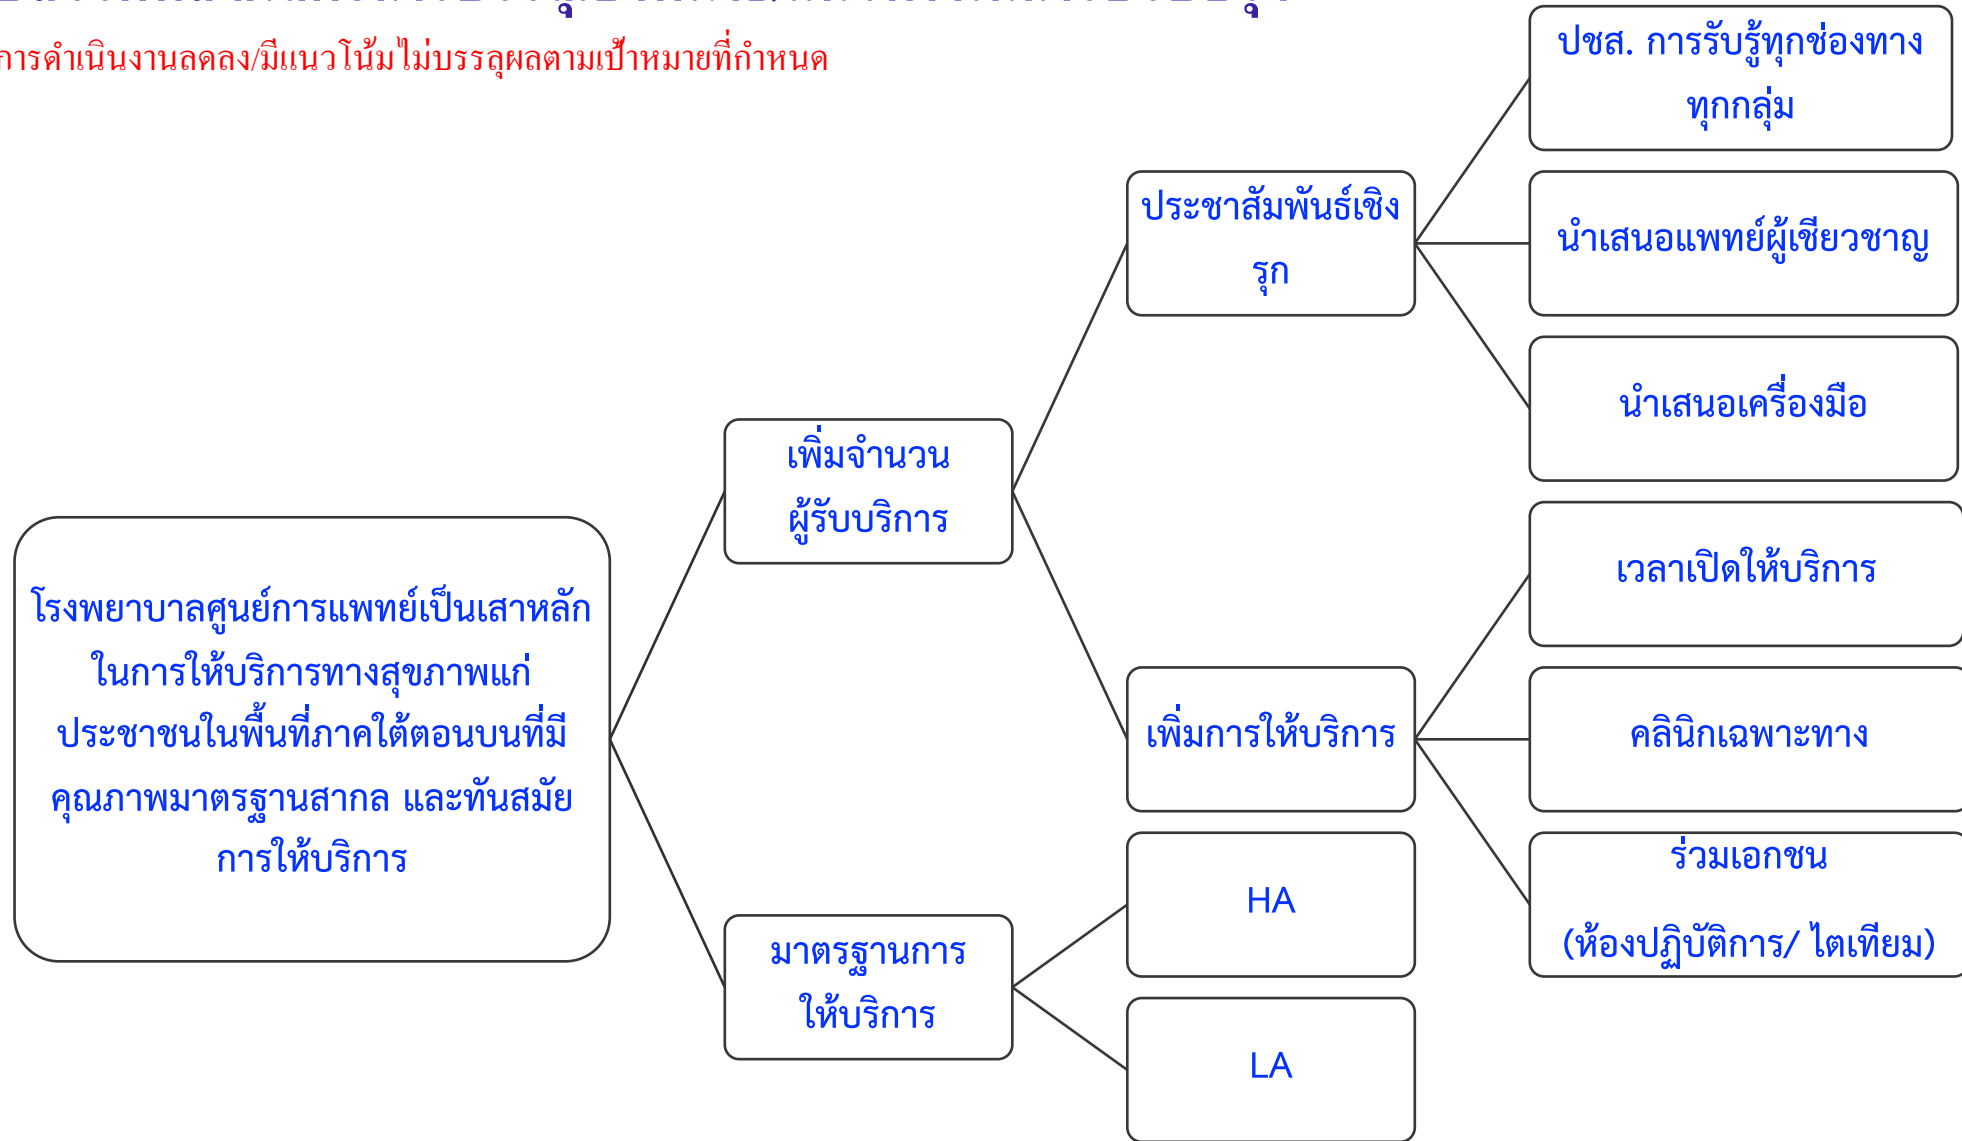 การดำเนินงานลดลง/มีแนวโน้มไม่บรรลุผลตามเป้าหมายที่กำหนด
ปชส. การรับรู้ทุกช่องทาง
ทุกกลุ่ม
ประชาสัมพันธ์เชิง
รุก
นำเสนอแพทย์ผู้เชียวชาญ
นำเสนอเครื่องมือ
เพิ่มจำนวน
ผู้รับบริการ
เวลาเปิดให้บริการ
โรงพยาบาลศูนย์การแพทย์เป็นเสาหลัก
ในการให้บริการทางสุขภาพแก่
ประชาชนในพื้นที่ภาคใต้ตอนบนที่มี
คุณภาพมาตรฐานสากล และทันสมัย
การให้บริการ
เพิ่มการให้บริการ
คลินิกเฉพาะทาง
ร่วมเอกชน
(ห้องปฏิบัติการ/ ไตเทียม)
มาตรฐานการ
ให้บริการ
HA
LA